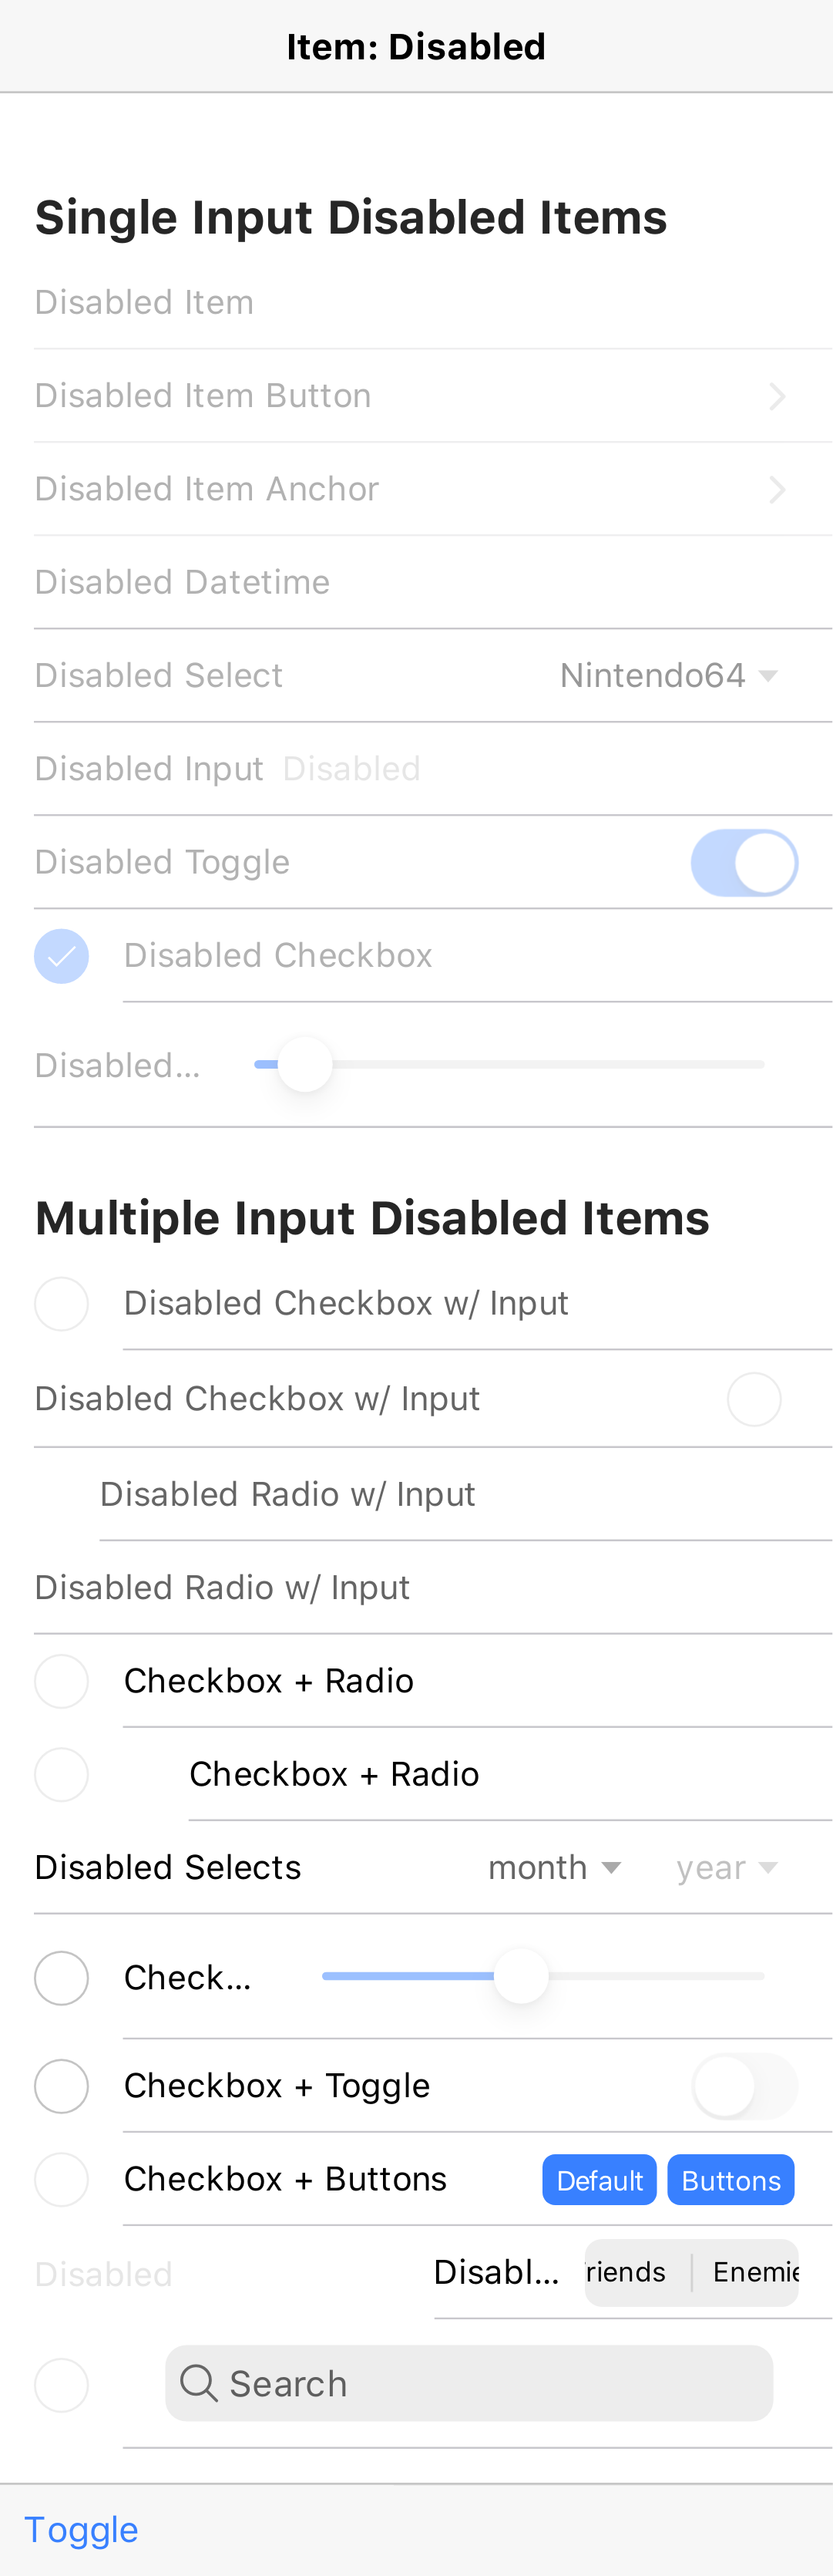 Item: Disabled
Single Input Disabled Items
Disabled Item
Disabled Item Button
Disabled Item Anchor
Disabled Datetime
Disabled Select Nintendo64
Disabled Input Disabled
Disabled Toggle
Disabled Checkbox
Disabled...
Multiple Input Disabled Items
Disabled Checkbox w/ Input
Disabled Checkbox w/ Input
Disabled Radio w/ Input
Disabled Radio w/ Input
Checkbox + Radio
Checkbox + Radio
Disabled Selects month year
Check...
Checkbox + Toggle
Checkbox + Buttons Default Buttons
Disabled Disabl... riends Enemie
Search
Toggle